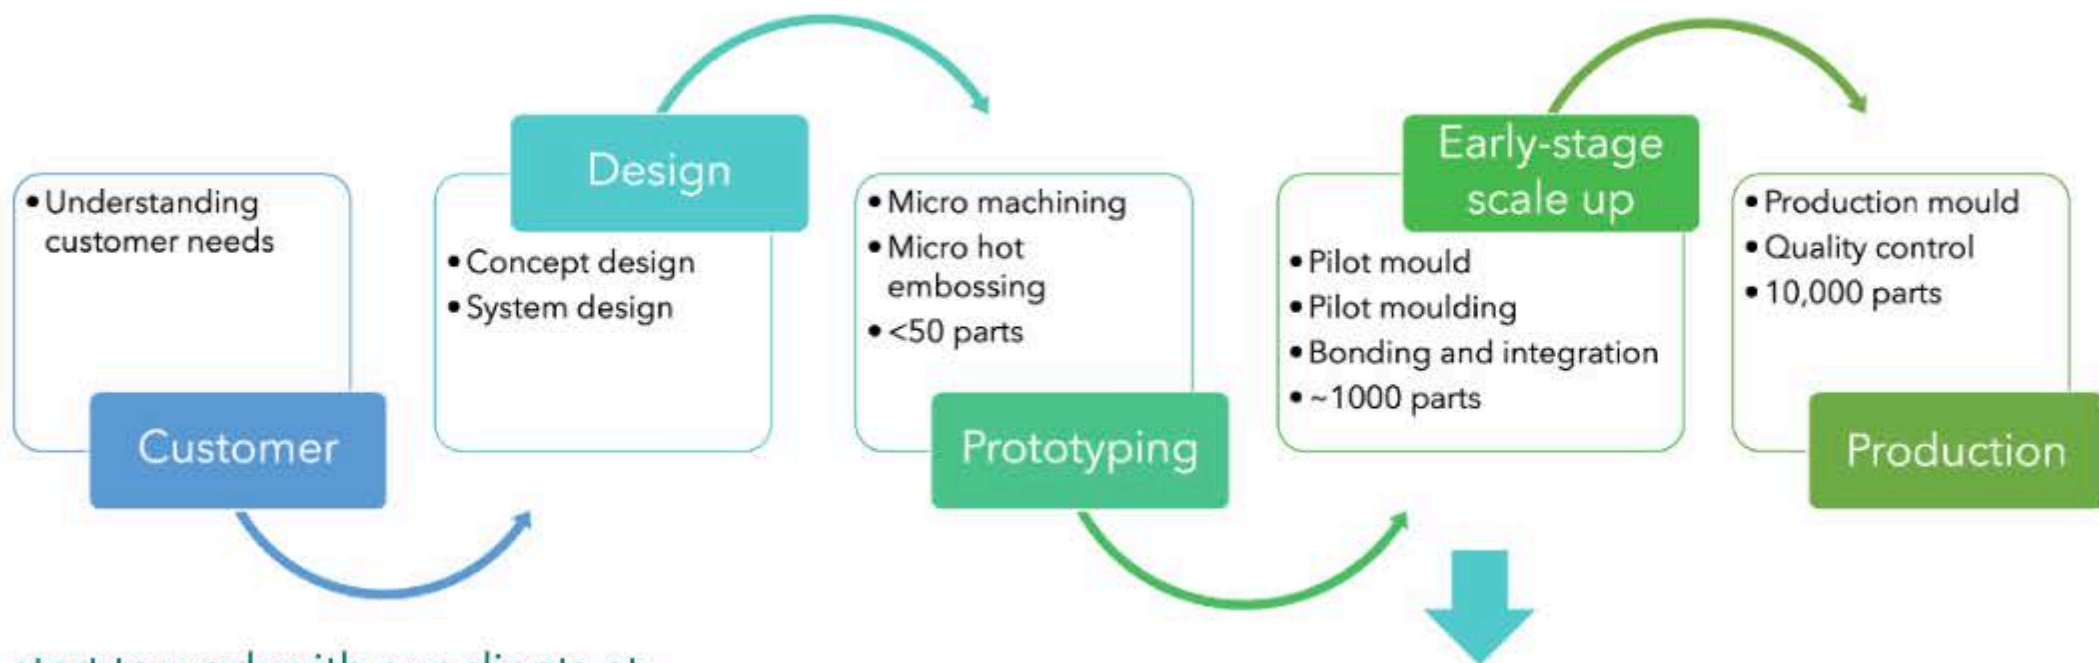 • Understanding
customer needs
Customer
Design
• Concept design
• System design
• Micro machining
• Micro hot
embossing
• <50 parts
Prototyping
Early-stage
scale up
• Pilot mould
• Pilot moulding
• Bonding and integration
• ~1000 parts
• Production mould
• Quality control
• 10,000 parts
Production